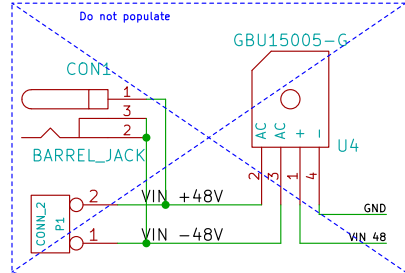 Do not populate
GBU15005-G
CON1
1
3
2
BARREL_JACK
AC
AC
+
-
U4
2
3
1
4
CONN_2
P1
2
1
VIN +48V
VIN -48V
GND
VIN 48